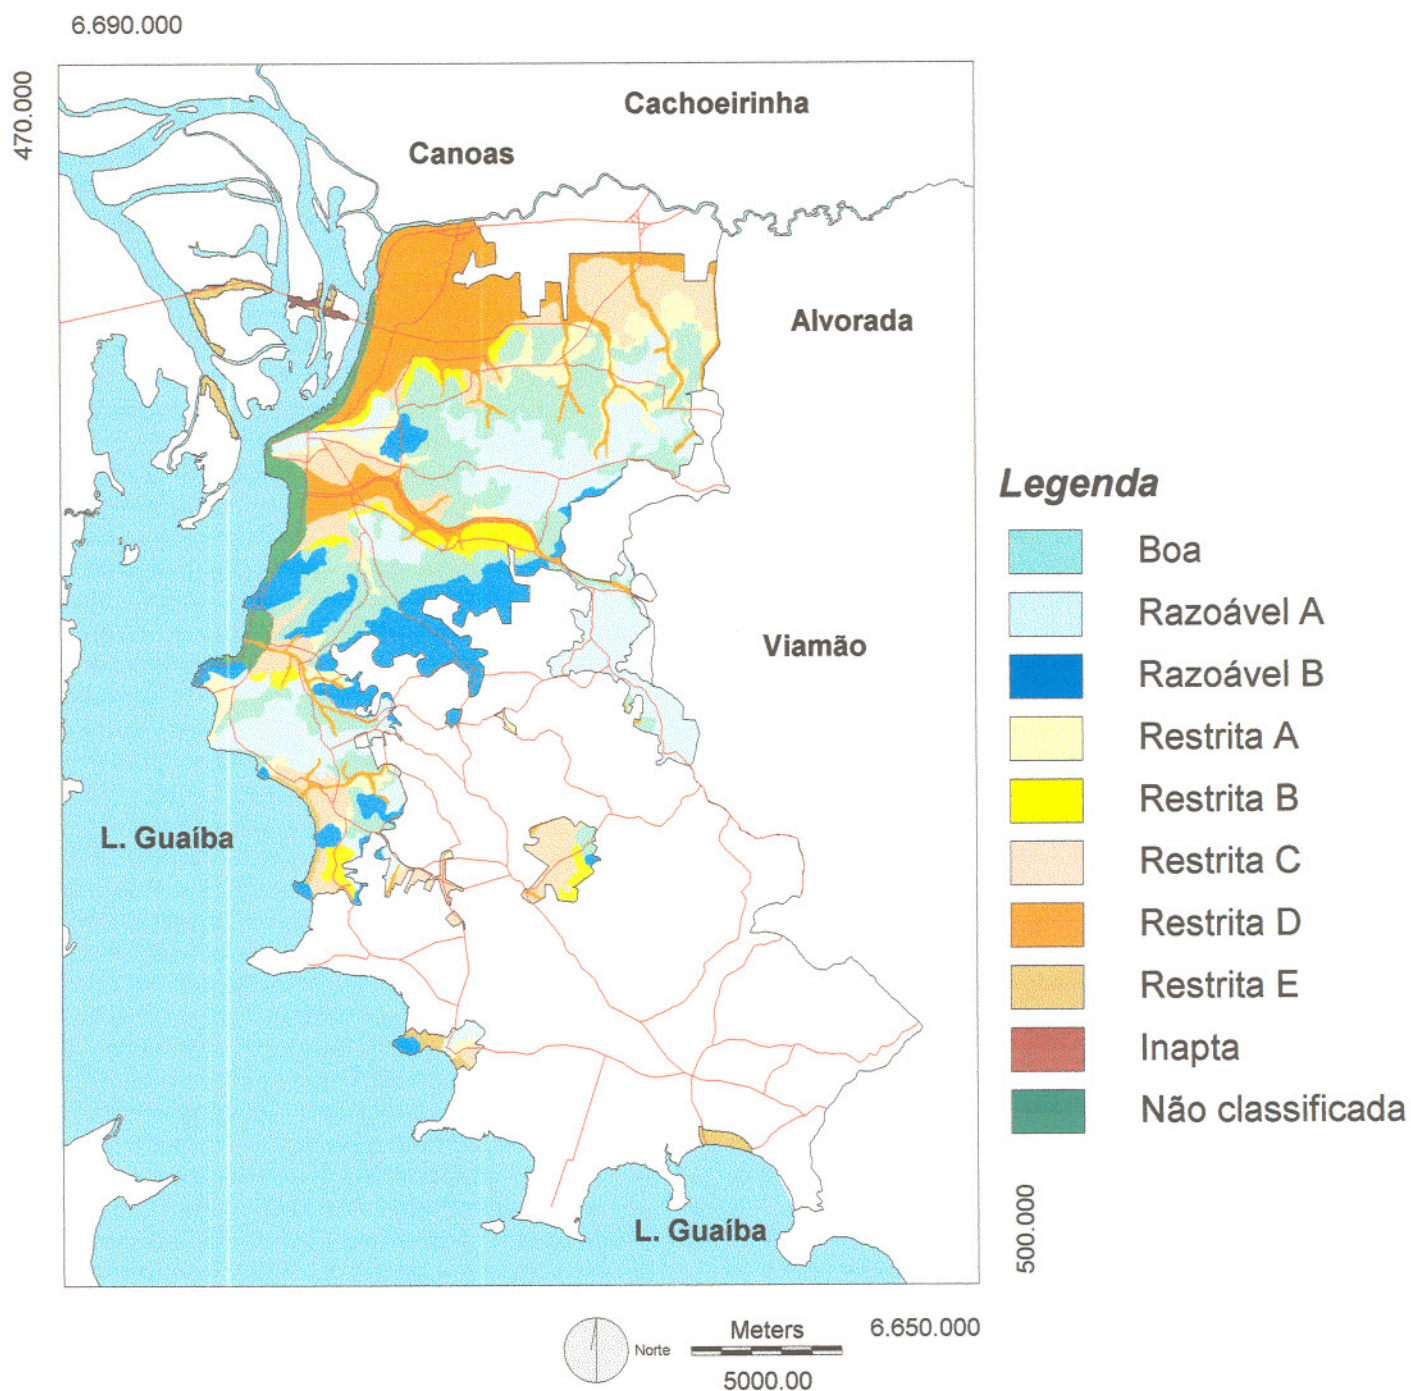 6.690.000
470.000
Cachoeirinha
Canoas
Alvorada
Viamão
L. Guaíba
L. Guaíba
Legenda
Boa
Razoável A
Razoável B
Restrita A
Restrita B
Restrita C
Restrita D
Restrita E
Inapta
Não classificada
500.000
Norte
Meters
5000.00
6.650.000